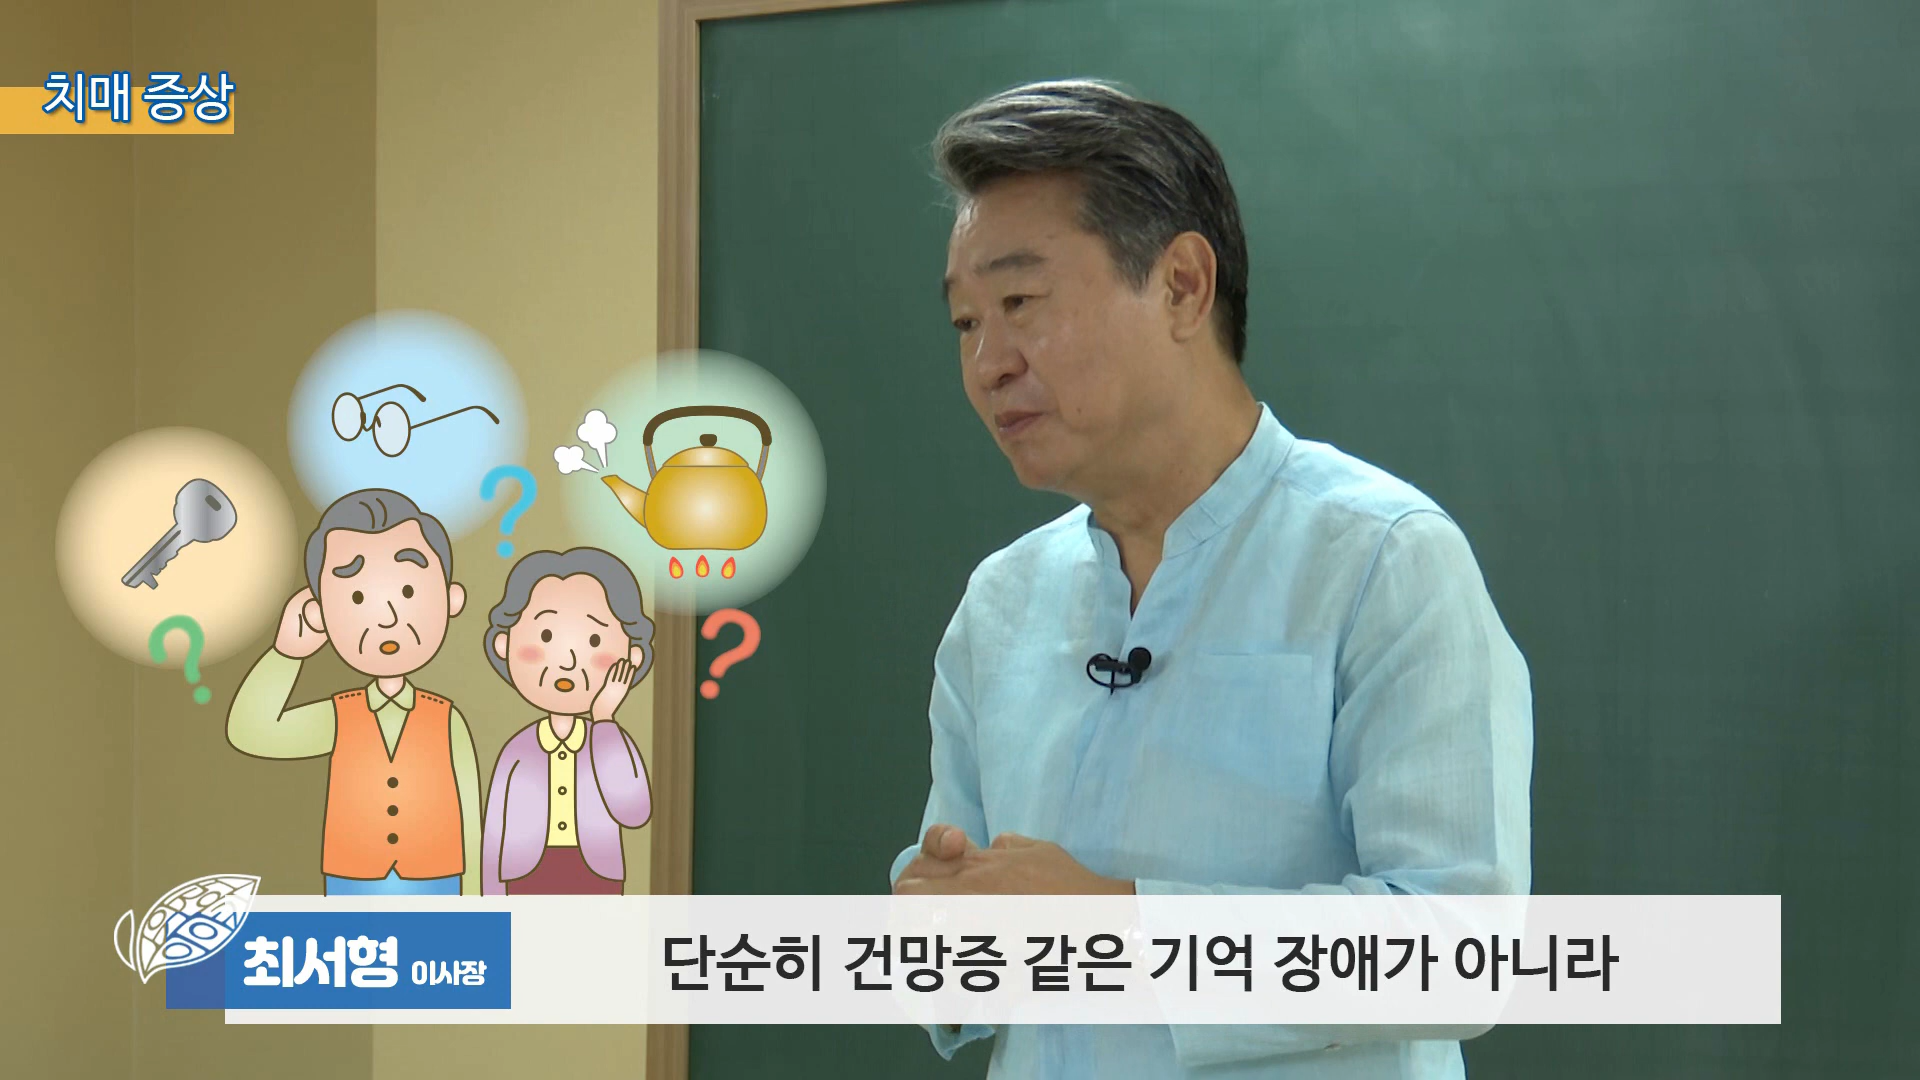 치매 증상
최서형 이사장
단순히 건망증 같은 기억 장애가 아니라